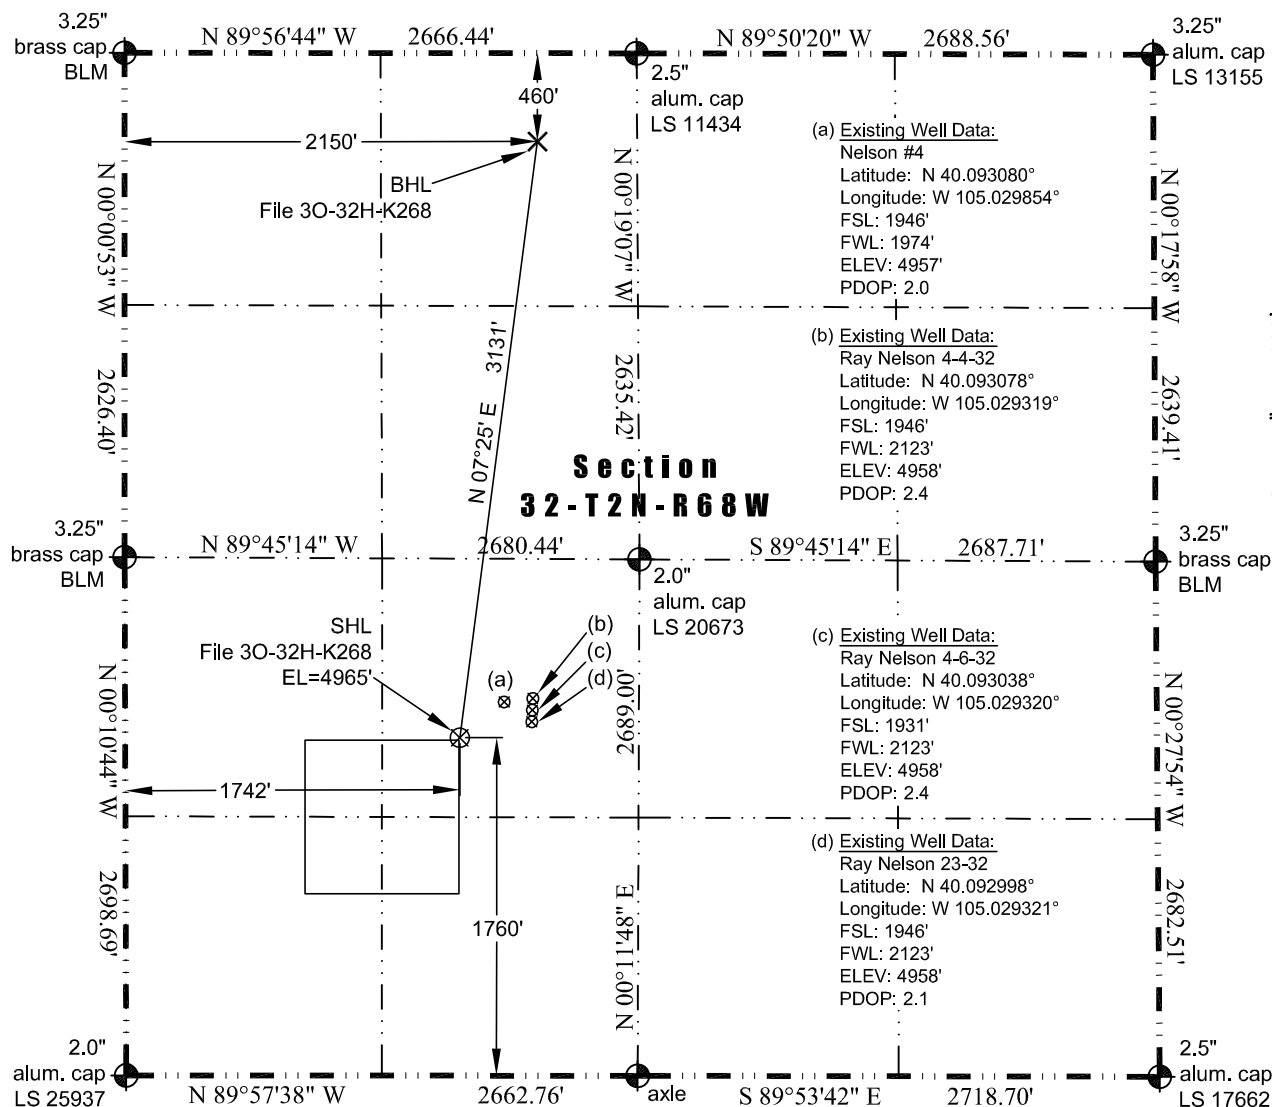 3.25"
brass cap
BLM
N 89°56'44" W 2666.44'
N 89°50'20" W 2688.56'
3.25"
alum. cap
LS 13155
2.5"
alum. cap
LS 11434
460'
2150'
BHL
File 3O-32H-K268
N 00°00'53" W
2626.40'
N 00°19'07" W
2635.42'
N 00°17'58" W
2639.41'
(a) Existing Well Data:
Nelson #4
Latitude: N 40.093080°
Longitude: W 105.029854°
FSL: 1946'
FWL: 1974'
ELEV: 4957'
PDOP: 2.0
(b) Existing Well Data:
Ray Nelson 4-4-32
Latitude: N 40.093078°
Longitude: W 105.029319°
FSL: 1946'
FWL: 2123'
ELEV: 4958'
PDOP: 2.4
N 07°25' E 3131'
Section
32-T2N-R68W
3.25"
brass cap
BLM
N 89°45'14" W 2680.44'
S 89°45'14" E 2687.71'
3.25"
brass cap
BLM
2.0"
alum. cap
LS 20673
SHL
File 3O-32H-K268
EL=4965'
(a)
(b)
(c)
(d)
N 00°10'44" W
2698.69'
2689.00'
N 00°11'48" E
N 00°27'54" W
2682.51'
1742'
1760'
(c) Existing Well Data:
Ray Nelson 4-6-32
Latitude: N 40.093038°
Longitude: W 105.029320°
FSL: 1931'
FWL: 2123'
ELEV: 4958'
PDOP: 2.4
(d) Existing Well Data:
Ray Nelson 23-32
Latitude: N 40.092998°
Longitude: W 105.029321°
FSL: 1946'
FWL: 2123'
ELEV: 4958'
PDOP: 2.1
2.0"
alum. cap
LS 25937
N 89°57'38" W 2662.76'
axle
S 89°53'42" E 2718.70'
2.5"
alum. cap
LS 17662